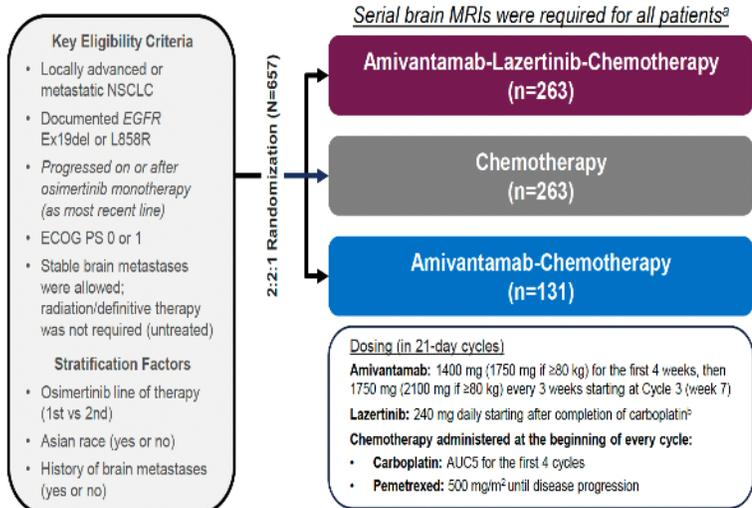 Serial brain MRIs were required for all patientsª
Key Eligibility Criteria
• Locally advanced or
metastatic NSCLC
• Documented EGFR
Ex19del or L858R
• Progressed on or after
osimertinib monotherapy
(as most recent line)
• ECOG PS 0 or 1
• Stable brain metastases
were allowed;
radiation/definitive therapy
was not required (untreated)
Stratification Factors
• Osimertinib line of therapy
(1st vs 2nd)
• Asian race (yes or no)
• History of brain metastases
(yes or no)
2:2:1 Randomization (N=657)
Amivantamab-Lazertinib-Chemotherapy
(n=263)
Chemotherapy
(n=263)
Amivantamab-Chemotherapy
(n=131)
Dosing (in 21-day cycles)
Amivantamab: 1400 mg (1750 mg if ≥80 kg) for the first 4 weeks, then
1750 mg (2100 mg if ≥80 kg) every 3 weeks starting at Cycle 3 (week 7)
Lazertinib: 240 mg daily starting after completion of carboplatinᵇ
Chemotherapy administered at the beginning of every cycle:
• Carboplatin: AUC5 for the first 4 cycles
• Pemetrexed: 500 mg/m² until disease progression